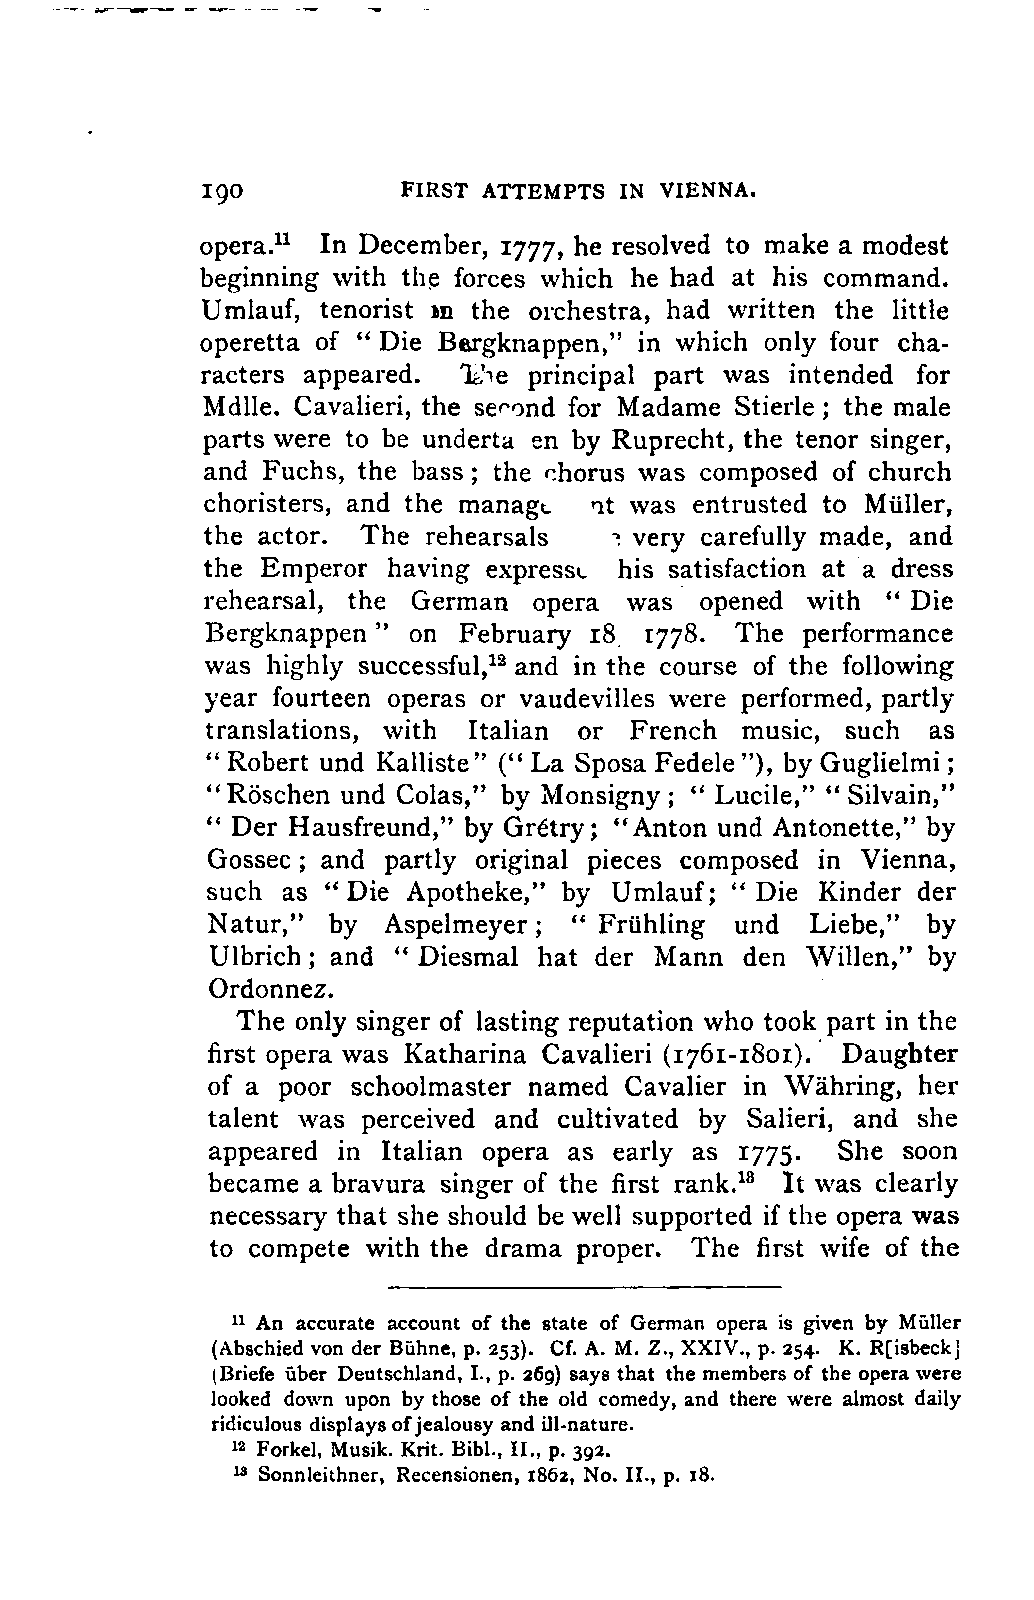 190 FIRST ATTEMPTS IN VIENNA.
opera.¹¹ In December, 1777, he resolved to make a modest
beginning with the forces which he had at his command.
Umlauf, tenorist in the orchestra, had written the little
operetta of “ Die Bergknappen,” in which only four cha-
racters appeared. The principal part was intended for
Mdlle. Cavalieri, the second for Madame Stierle ; the male
parts were to be underta en by Ruprecht, the tenor singer,
and Fuchs, the bass ; the chorus was composed of church
choristers, and the manage nt was entrusted to Müller,
the actor. The rehearsals very carefully made, and
the Emperor having express his satisfaction at a dress
rehearsal, the German opera was opened with “ Die
Bergknappen ” on February 18 1778. The performance
was highly successful,¹² and in the course of the following
year fourteen operas or vaudevilles were performed, partly
translations, with Italian or French music, such as
“ Robert und Kalliste ” (“ La Sposa Fedele ”), by Guglielmi ;
“ Röschen und Colas,” by Monsigny ; “ Lucile,” “ Silvain,”
“ Der Hausfreund,” by Grétry ; “ Anton und Antonette,” by
Gossec ; and partly original pieces composed in Vienna,
such as “ Die Apotheke,” by Umlauf; “ Die Kinder der
Natur,” by Aspelmeyer ; “ Frühling und Liebe,” by
Ulbrich ; and “ Diesmal hat der Mann den Willen,” by
Ordonnez.
The only singer of lasting reputation who took part in the
first opera was Katharina Cavalieri (1761-1801). Daughter
of a poor schoolmaster named Cavalier in Währing, her
talent was perceived and cultivated by Salieri, and she
appeared in Italian opera as early as 1775. She soon
became a bravura singer of the first rank.¹³ It was clearly
necessary that she should be well supported if the opera was
to compete with the drama proper. The first wife of the
¹¹ An accurate account of the state of German opera is given by Müller
(Abschied von der Bühne, p. 253). Cf. A. M. Z., XXIV., p. 254. K. R[isbeck]
(Briefe über Deutschland, I., p. 269) says that the members of the opera were
looked down upon by those of the old comedy, and there were almost daily
ridiculous displays of jealousy and ill-nature.
¹² Forkel, Musik. Krit. Bibl., II., p. 392.
¹³ Sonnleithner, Recensionen, 1862, No. II., p. 18.